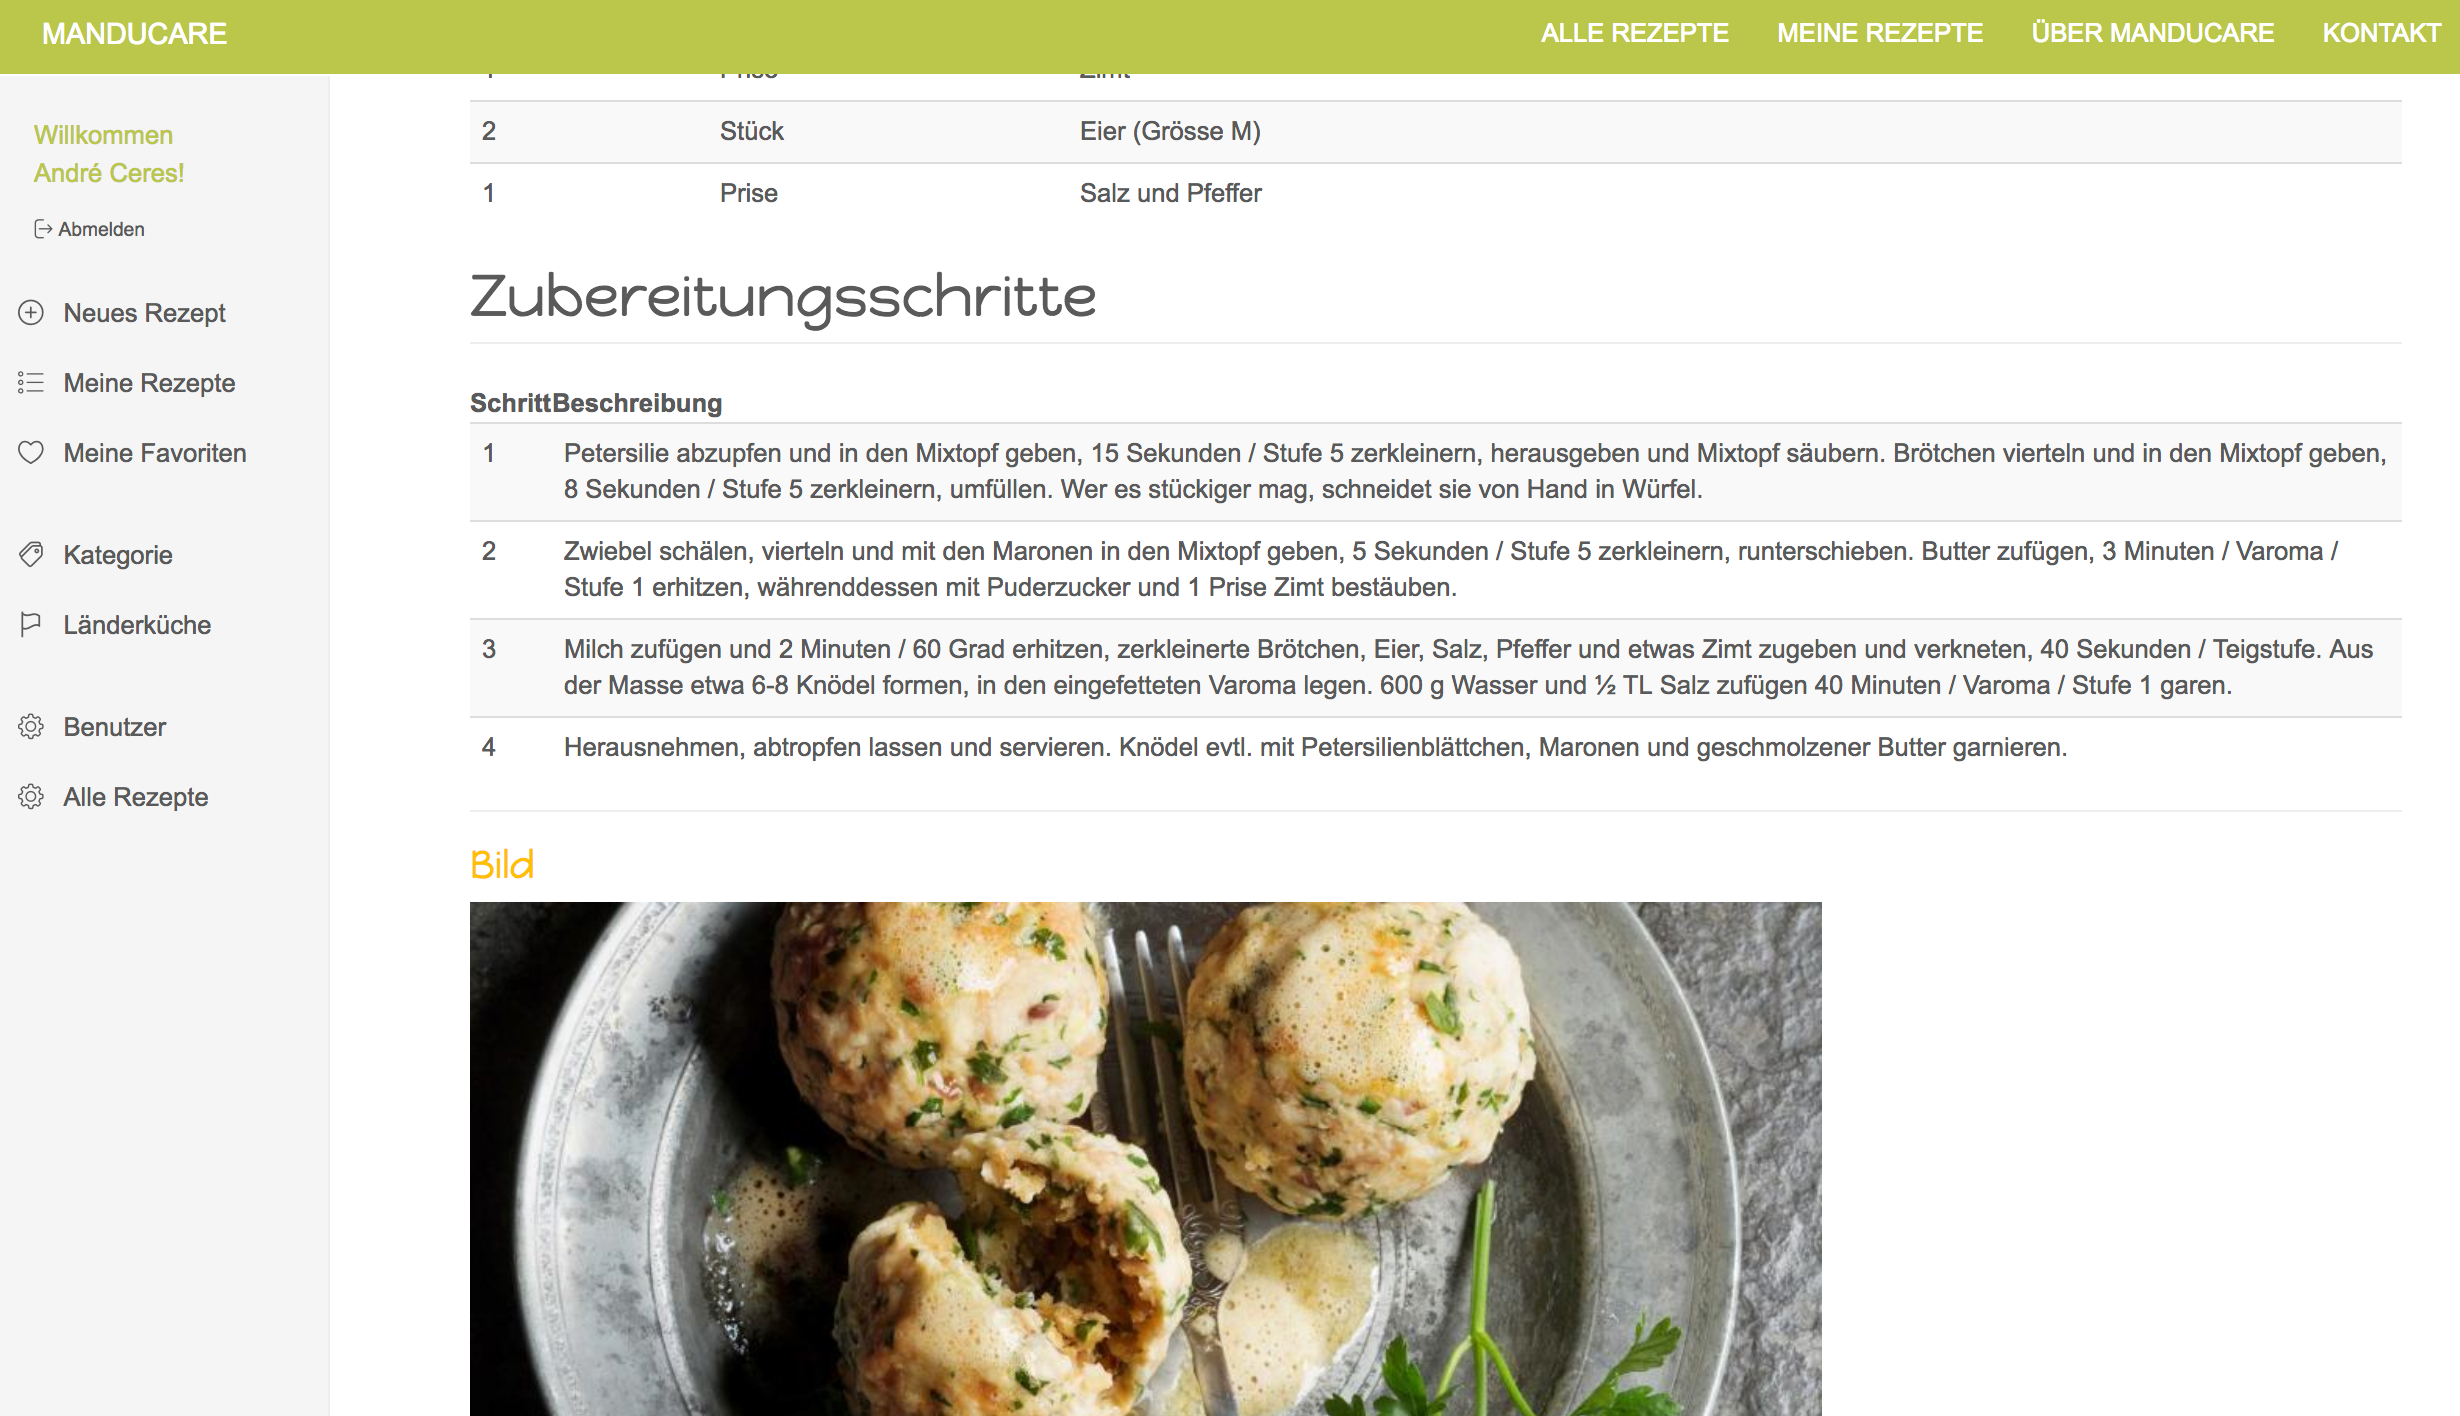 MANDUCARE
ALLE REZEPTE MEINE REZEPTE ÜBER MANDUCARE KONTAKT
Willkommen
André Ceres!
Abmelden
Neues Rezept
Meine Rezepte
Meine Favoriten
Kategorie
Länderküche
Benutzer
Alle Rezepte
1 Prise Zimt
2 Stück Eier (Grösse M)
1 Prise Salz und Pfeffer
Zubereitungsschritte
Schritt Beschreibung
1 Petersilie abzupfen und in den Mixtopf geben, 15 Sekunden / Stufe 5 zerkleinern, herausgeben und Mixtopf säubern. Brötchen vierteln und in den Mixtopf geben,
8 Sekunden / Stufe 5 zerkleinern, umfüllen. Wer es stückiger mag, schneidet sie von Hand in Würfel.
2 Zwiebel schälen, vierteln und mit den Maronen in den Mixtopf geben, 5 Sekunden / Stufe 5 zerkleinern, runterschieben. Butter zufügen, 3 Minuten / Varoma /
Stufe 1 erhitzen, währenddessen mit Puderzucker und 1 Prise Zimt bestäuben.
3 Milch zufügen und 2 Minuten / 60 Grad erhitzen, zerkleinerte Brötchen, Eier, Salz, Pfeffer und etwas Zimt zugeben und verkneten, 40 Sekunden / Teigstufe. Aus
der Masse etwa 6-8 Knödel formen, in den eingefetteten Varoma legen. 600 g Wasser und ½ TL Salz zufügen 40 Minuten / Varoma / Stufe 1 garen.
4 Herausnehmen, abtropfen lassen und servieren. Knödel evtl. mit Petersilienblättchen, Maronen und geschmolzener Butter garnieren.
Bild